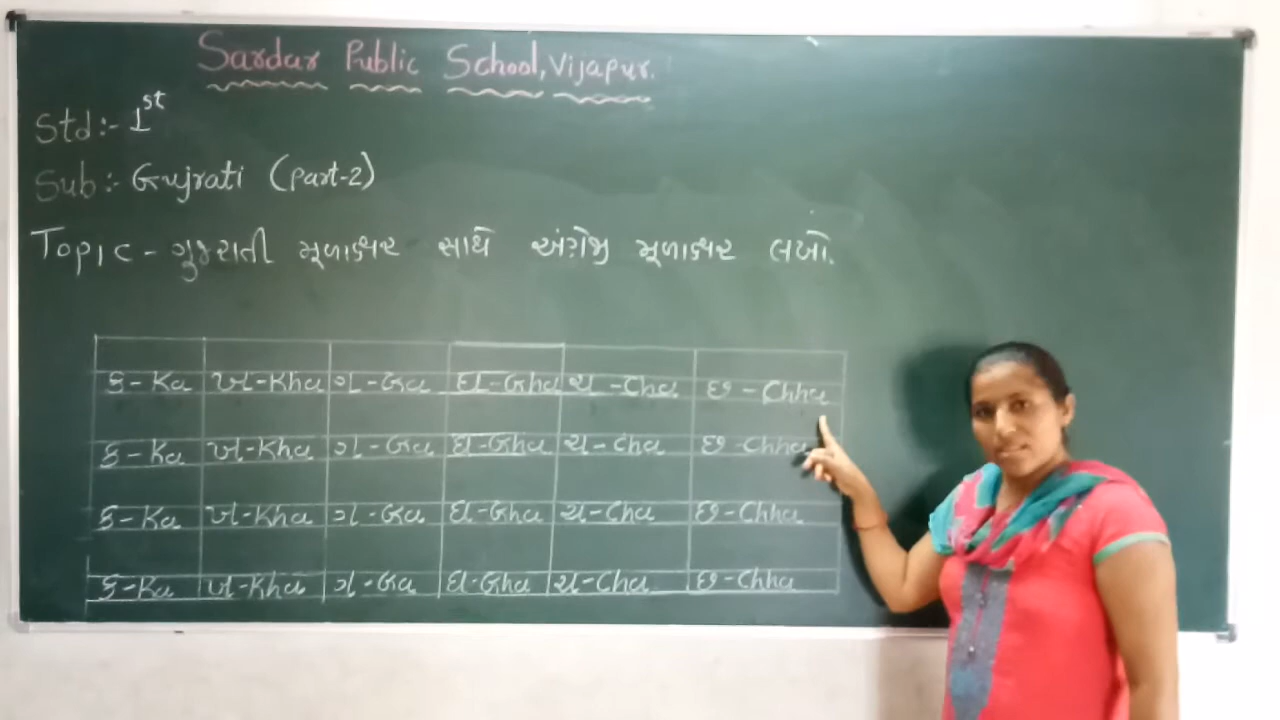 Sardar Public School, Vijapur.
Std:- 1st
Sub:- Gujrati (Part-2)
Topic - ગુજરાતી મૂળાક્ષર સાથે અંગ્રેજી મૂળાક્ષર લખો.
ક - Ka ખ - Kha ગ - Ga ઘ - Gha ચ - Cha છ - Chha
ક - Ka ખ - Kha ગ - Ga ઘ - Gha ચ - Cha છ - Chha
ક - Ka ખ - Kha ગ - Ga ઘ - Gha ચ - Cha છ - Chha
ક - Ka ખ - Kha ગ - Ga ઘ - Gha ચ - Cha છ - Chha